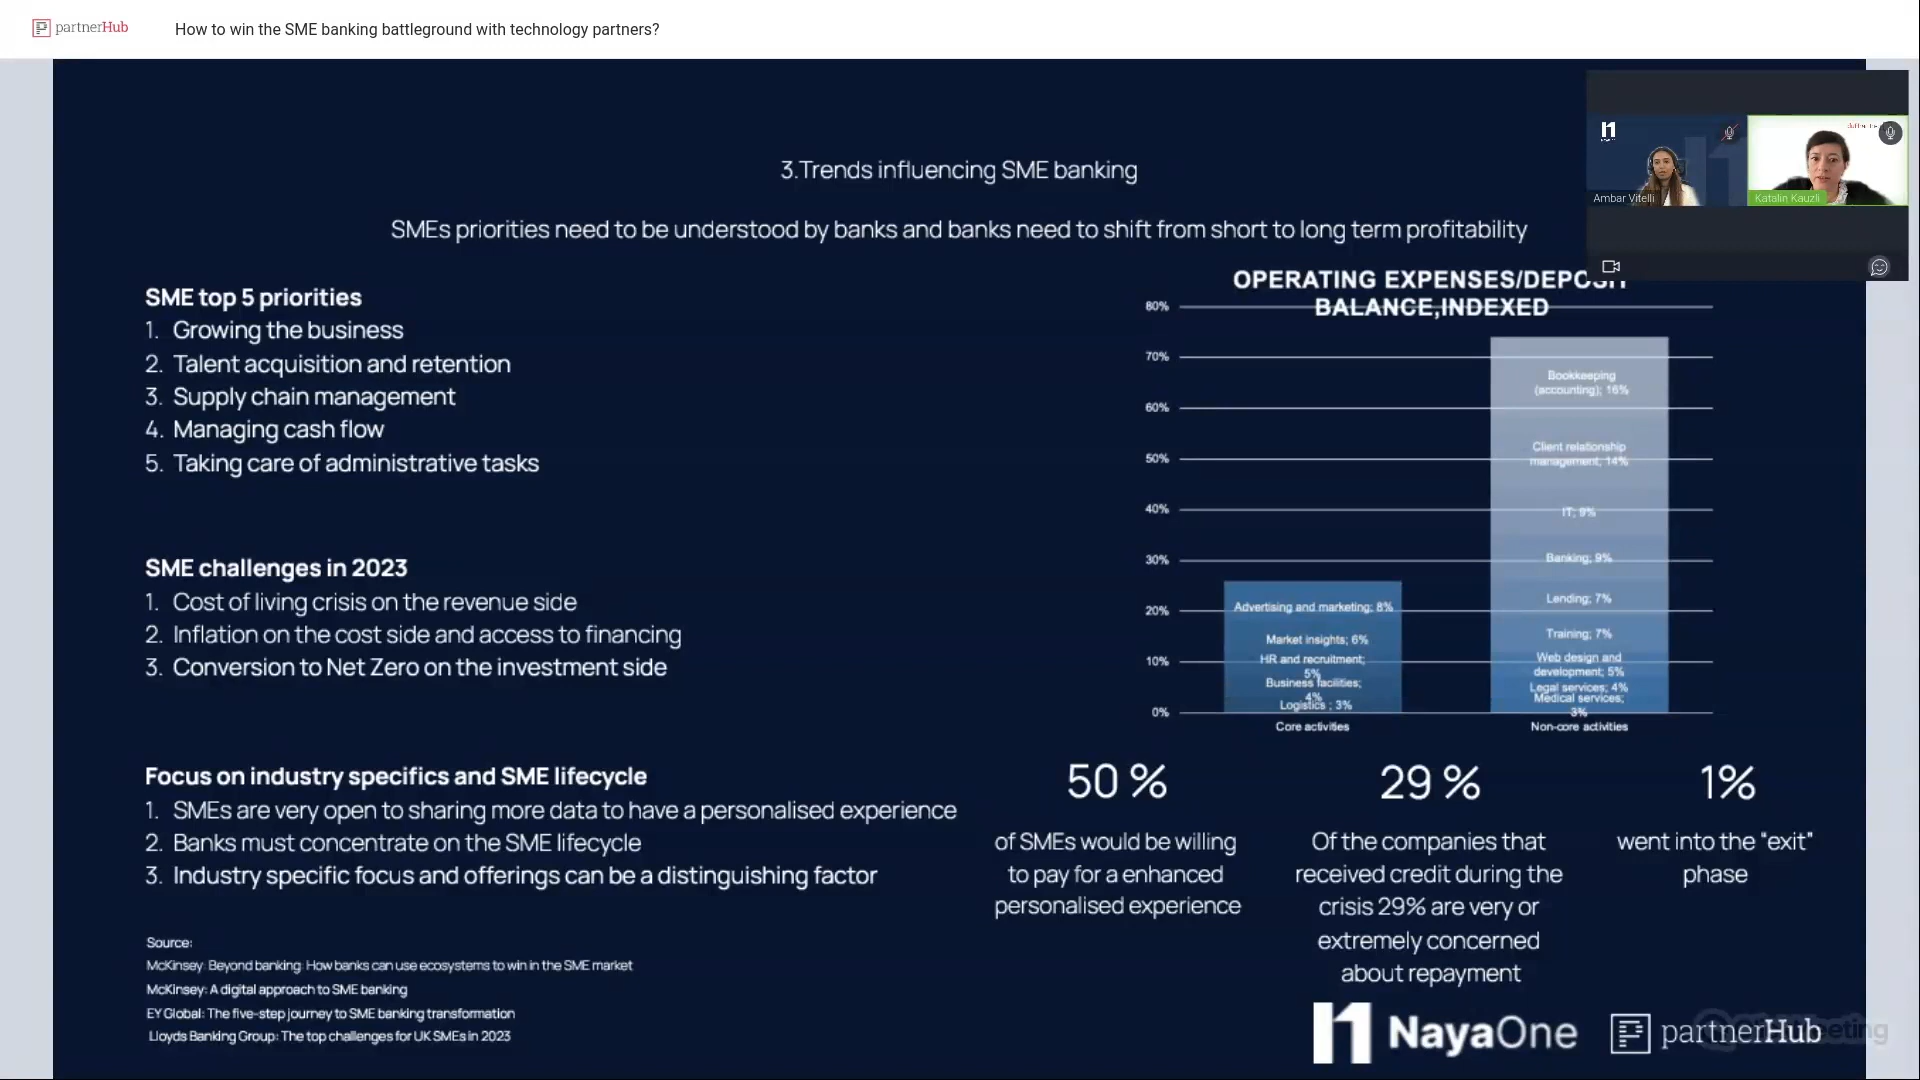 partnerHub
How to win the SME banking battleground with technology partners?
Ambar Vitelli
Katalin Kauzli
3.Trends influencing SME banking
SMEs priorities need to be understood by banks and banks need to shift from short to long term profitability
SME top 5 priorities
1. Growing the business
2. Talent acquisition and retention
3. Supply chain management
4. Managing cash flow
5. Taking care of administrative tasks
SME challenges in 2023
1. Cost of living crisis on the revenue side
2. Inflation on the cost side and access to financing
3. Conversion to Net Zero on the investment side
Focus on industry specifics and SME lifecycle
1. SMEs are very open to sharing more data to have a personalised experience
2. Banks must concentrate on the SME lifecycle
3. Industry specific focus and offerings can be a distinguishing factor
Source:
McKinsey: Beyond banking: How banks can use ecosystems to win in the SME market
McKinsey: A digital approach to SME banking
EY Global: The five-step journey to SME banking transformation
Lloyds Banking Group: The top challenges for UK SMEs in 2023
OPERATING EXPENSES/DEPOSIT
BALANCE,INDEXED
80%
70%
60%
50%
40%
30%
20%
10%
0%
Advertising and marketing; 8%
Market insights; 6%
HR and recruitment;
5%
Business facilities;
4%
Logistics ; 3%
Core activities
Bookkeeping
(accounting); 16%
Client relationship
management; 14%
IT; 9%
Banking; 9%
Lending; 7%
Training; 7%
Web design and
development; 5%
Legal services; 4%
Medical services;
3%
Non-core activities
50 %
of SMEs would be willing
to pay for a enhanced
personalised experience
29 %
Of the companies that
received credit during the
crisis 29% are very or
extremely concerned
about repayment
1%
went into the “exit”
phase
NayaOne
partnerHub